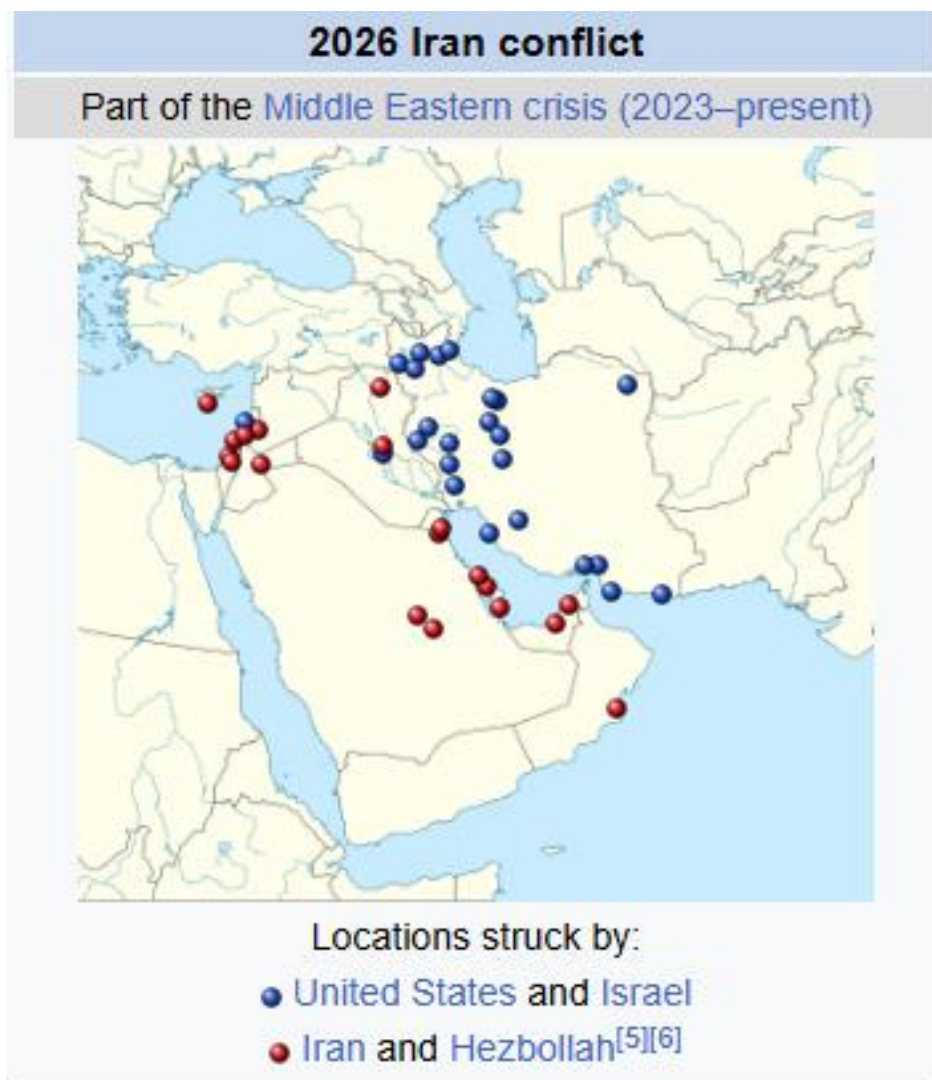 2026 Iran conflict
Part of the Middle Eastern crisis (2023–present)
Locations struck by:
United States and Israel
Iran and Hezbollah[5][6]